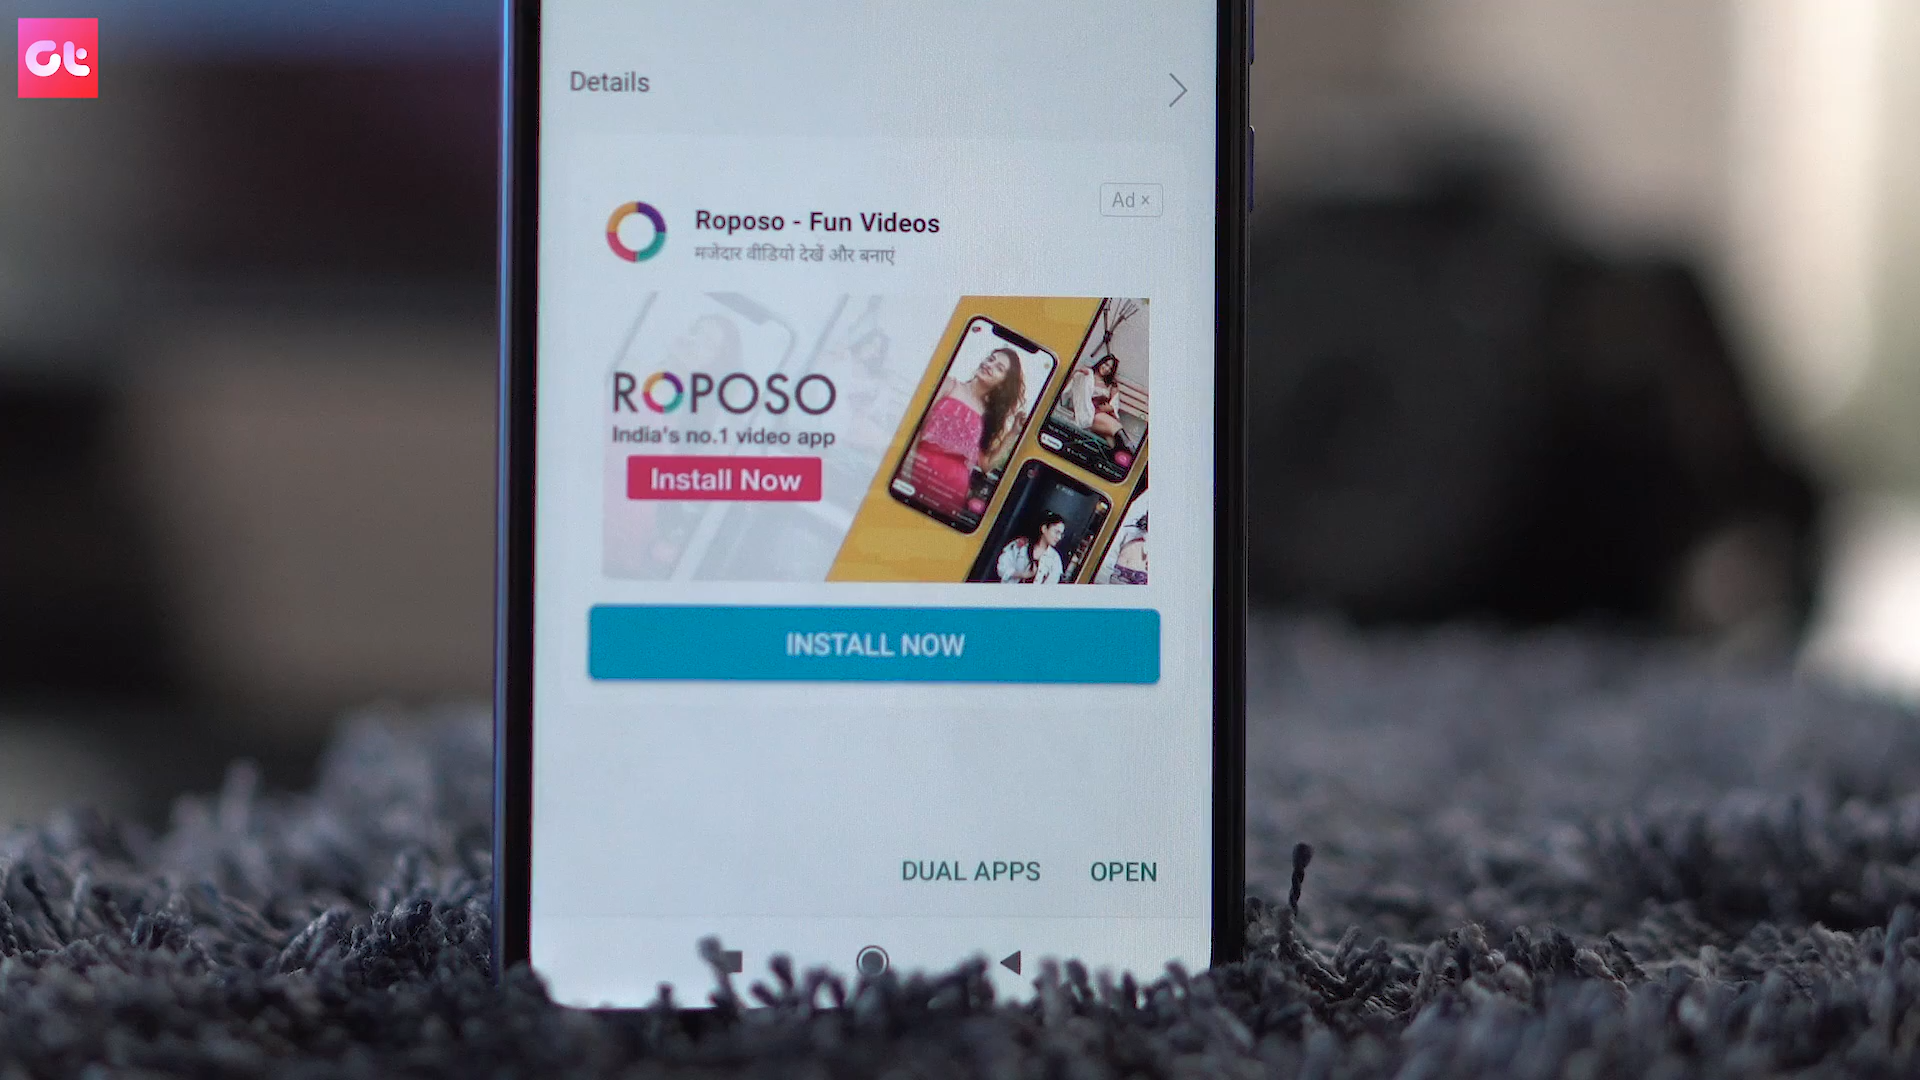 Gt
Details
Ad ×
Roposo - Fun Videos
मजेदार वीडियो देखें और बनाएं
ROPOSO
India's no.1 video app
Install Now
INSTALL NOW
DUAL APPS OPEN